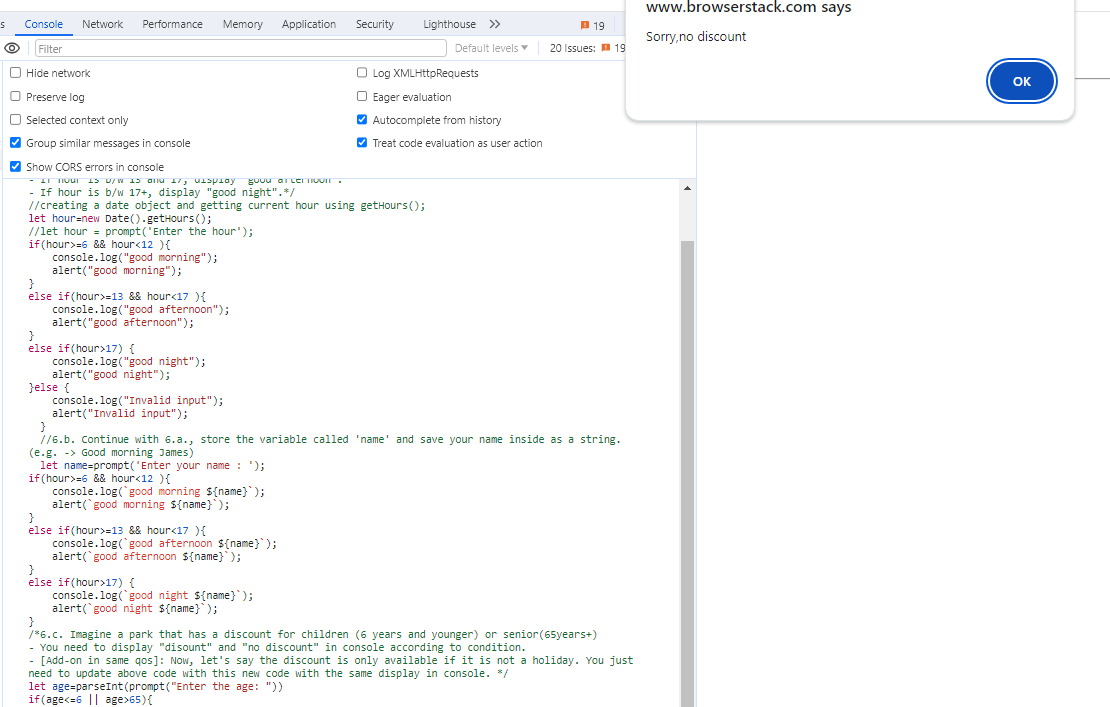 s Console Network Performance Memory Application Security Lighthouse 19
Filter Default levels 20 Issues: 19
Hide network Log XMLHttpRequests
Preserve log Eager evaluation
Selected context only Autocomplete from history
Group similar messages in console Treat code evaluation as user action
Show CORS errors in console
- If hour is b/w 13 and 17, display "good afternoon".
- If hour is b/w 17+, display "good night".*/
//creating a date object and getting current hour using getHours();
let hour=new Date().getHours();
//let hour = prompt('Enter the hour');
if(hour>=6 && hour<12 ){
console.log("good morning");
alert("good morning");
}
else if(hour>=13 && hour<17 ){
console.log("good afternoon");
alert("good afternoon");
}
else if(hour>17) {
console.log("good night");
alert("good night");
}else {
console.log("Invalid input");
alert("Invalid input");
}
//6.b. Continue with 6.a., store the variable called 'name' and save your name inside as a string.
(e.g. -> Good morning James)
let name=prompt('Enter your name : ');
if(hour>=6 && hour<12 ){
console.log(`good morning ${name}`);
alert(`good morning ${name}`);
}
else if(hour>=13 && hour<17 ){
console.log(`good afternoon ${name}`);
alert(`good afternoon ${name}`);
}
else if(hour>17) {
console.log(`good night ${name}`);
alert(`good night ${name}`);
}
/*6.c. Imagine a park that has a discount for children (6 years and younger) or senior(65years+)
- You need to display "disount" and "no discount" in console according to condition.
- [Add-on in same qos]: Now, let's say the discount is only available if it is not a holiday. You just
need to update above code with this new code with the same display in console. */
let age=parseInt(prompt("Enter the age: "))
if(age<=6 || age>65){
www.browserstack.com says
Sorry,no discount
OK